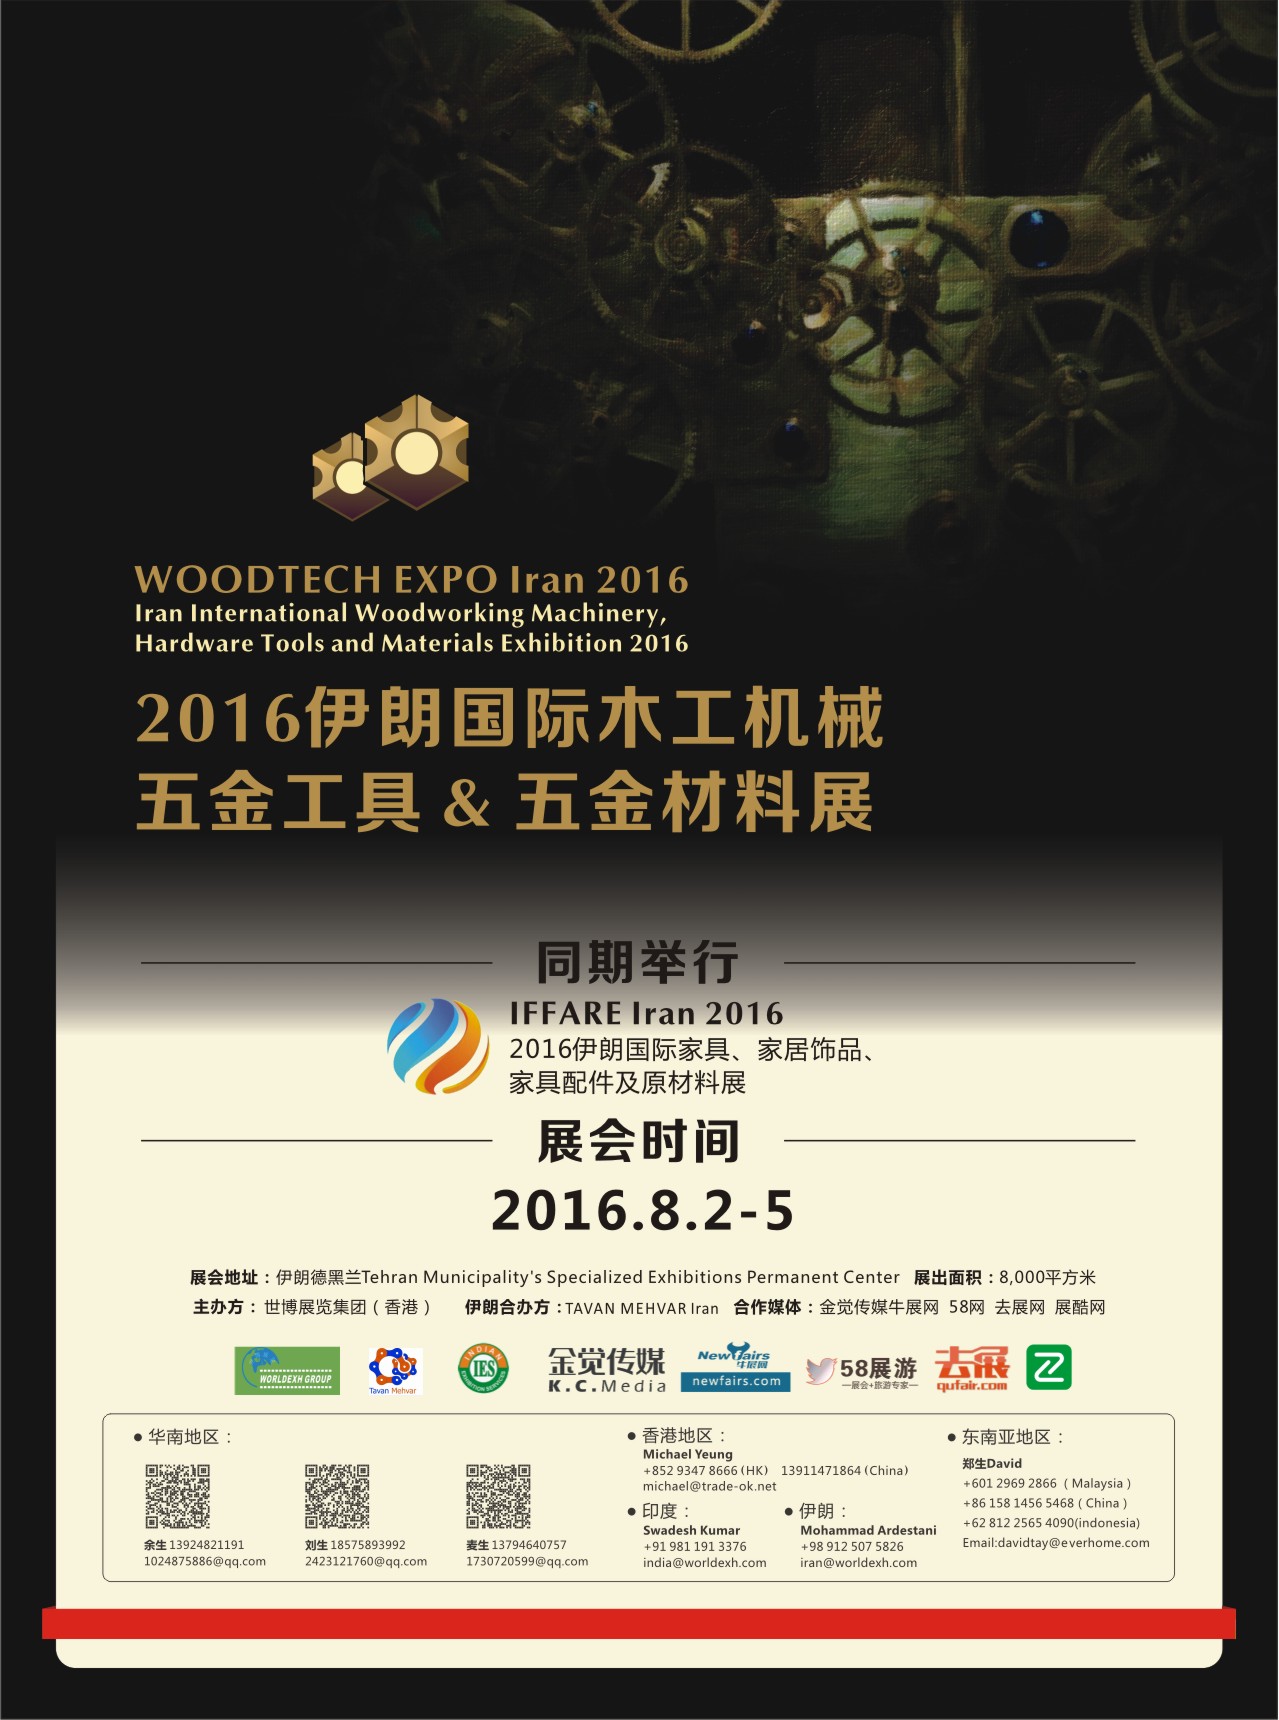 WOODTECH EXPO Iran 2016
Iran International Woodworking Machinery,
Hardware Tools and Materials Exhibition 2016
2016伊朗国际木工机械
五金工具 & 五金材料展
同期举行
IFFARE Iran 2016
2016伊朗国际家具、家居饰品、
家具配件及原材料展
展会时间
2016.8.2-5
展会地址：伊朗德黑兰Tehran Municipality's Specialized Exhibitions Permanent Center 展出面积：8,000平方米
主办方：世博展览集团（香港） 伊朗合办方：TAVAN MEHVAR Iran 合作媒体：金觉传媒牛展网 58网 去展网 展酷网
WORLDEXH GROUP
Tavan Mehvar
INDIAN
IES
EXHIBITION SERVICES
金觉传媒
K.C.Media
Newfairs
牛展网
newfairs.com
58展游
—展会+旅游专家—
去展
qufair.com
华南地区：
余生 13924821191
1024875886@qq.com
刘生 18575893992
2423121760@qq.com
麦生 13794640757
1730720599@qq.com
香港地区：
Michael Yeung
+852 9347 8666 (HK) 13911471864 (China)
michael@trade-ok.net
印度：
Swadesh Kumar
+91 981 191 3376
india@worldexh.com
伊朗：
Mohammad Ardestani
+98 912 507 5826
iran@worldexh.com
东南亚地区：
郑生David
+601 2969 2866 （ Malaysia ）
+86 158 1456 5468 ( China )
+62 812 2565 4090(indonesia)
Email:davidtay@everhome.com